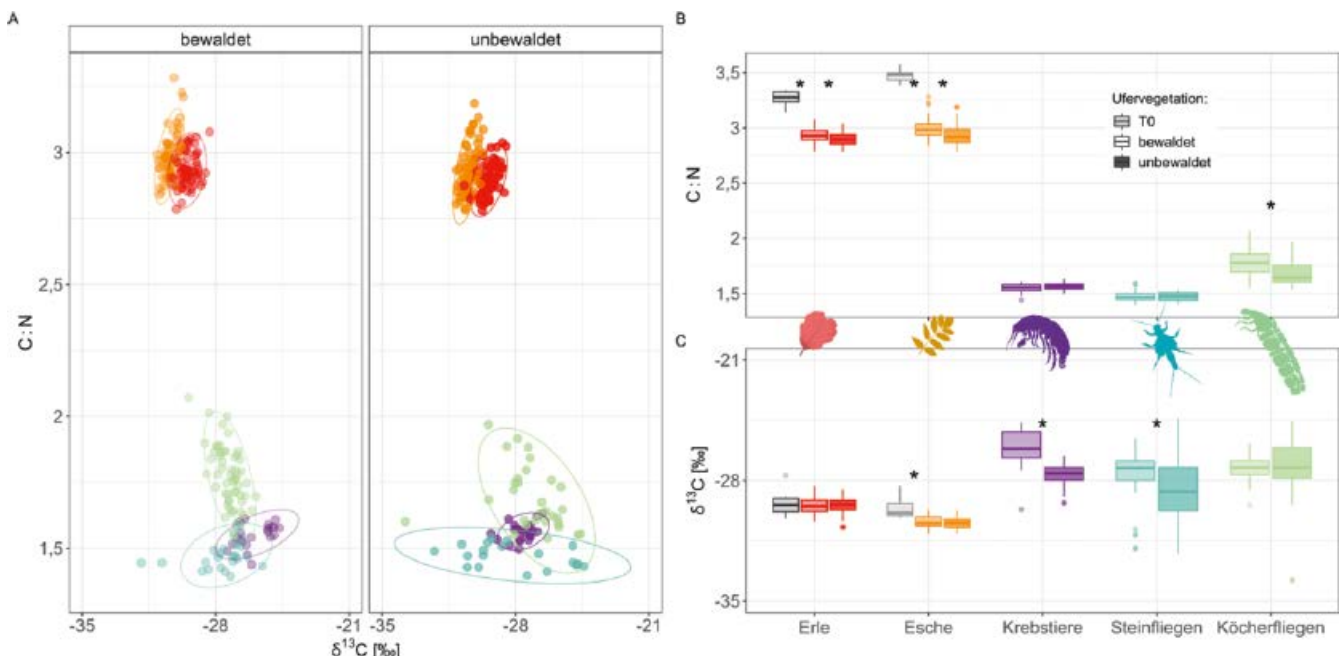 A
bewaldet
unbewaldet
C:N
3
2,5
2
1,5
-35
-28
-21
-35
-28
-21
δ¹³C [‰]
B
C:N
3,5
3
2,5
2
1,5
* * * * *
Ufervegetation:
T0
bewaldet
unbewaldet
C
δ¹³C [‰]
-21
-28
-35
* * *
Erle
Esche
Krebstiere
Steinfliegen
Köcherfliegen